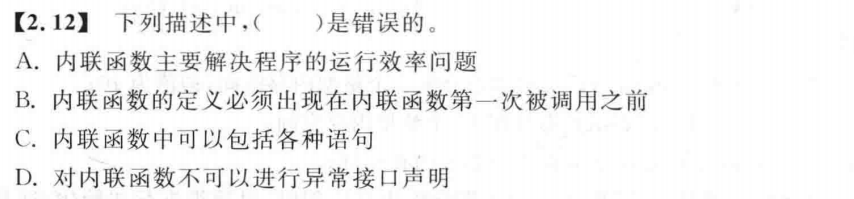 【2.12】 下列描述中,(  )是错误的。
A. 内联函数主要解决程序的运行效率问题
B. 内联函数的定义必须出现在内联函数第一次被调用之前
C. 内联函数中可以包括各种语句
D. 对内联函数不可以进行异常接口声明